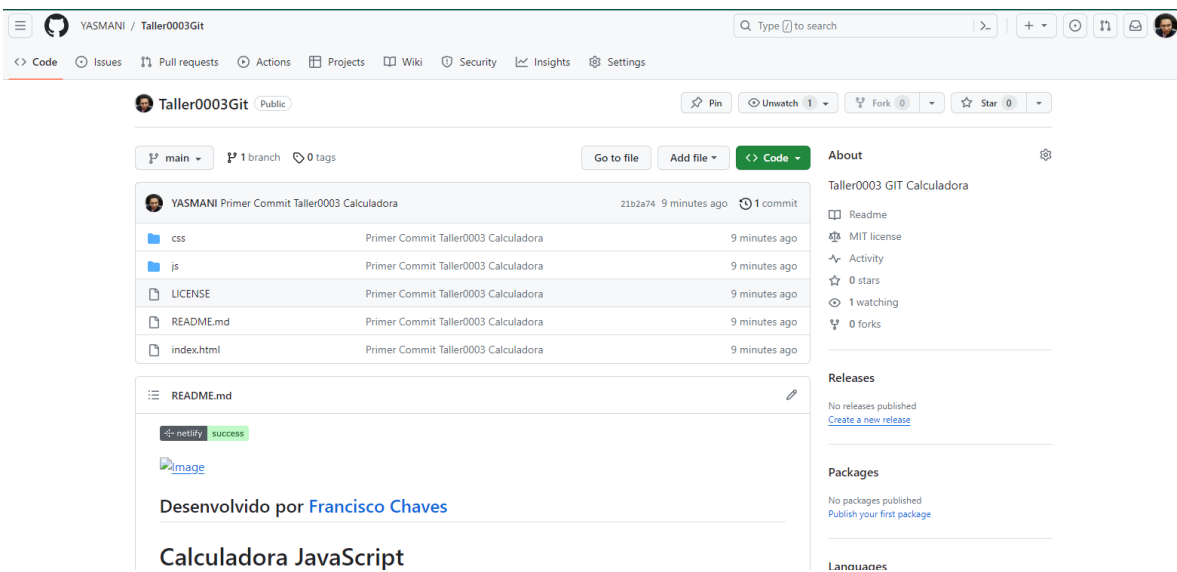 YASMANI / Taller0003Git
Type / to search
Code Issues Pull requests Actions Projects Wiki Security Insights Settings
Taller0003Git Public
Pin Unwatch 1 Fork 0 Star 0
main 1 branch 0 tags Go to file Add file Code
YASMANI Primer Commit Taller0003 Calculadora 21b2a74 9 minutes ago 1 commit
css Primer Commit Taller0003 Calculadora 9 minutes ago
js Primer Commit Taller0003 Calculadora 9 minutes ago
LICENSE Primer Commit Taller0003 Calculadora 9 minutes ago
README.md Primer Commit Taller0003 Calculadora 9 minutes ago
index.html Primer Commit Taller0003 Calculadora 9 minutes ago
README.md
netlify success
Image
Desenvolvido por Francisco Chaves
Calculadora JavaScript
About
Taller0003 GIT Calculadora
Readme
MIT license
Activity
0 stars
1 watching
0 forks
Releases
No releases published
Create a new release
Packages
No packages published
Publish your first package
Languages